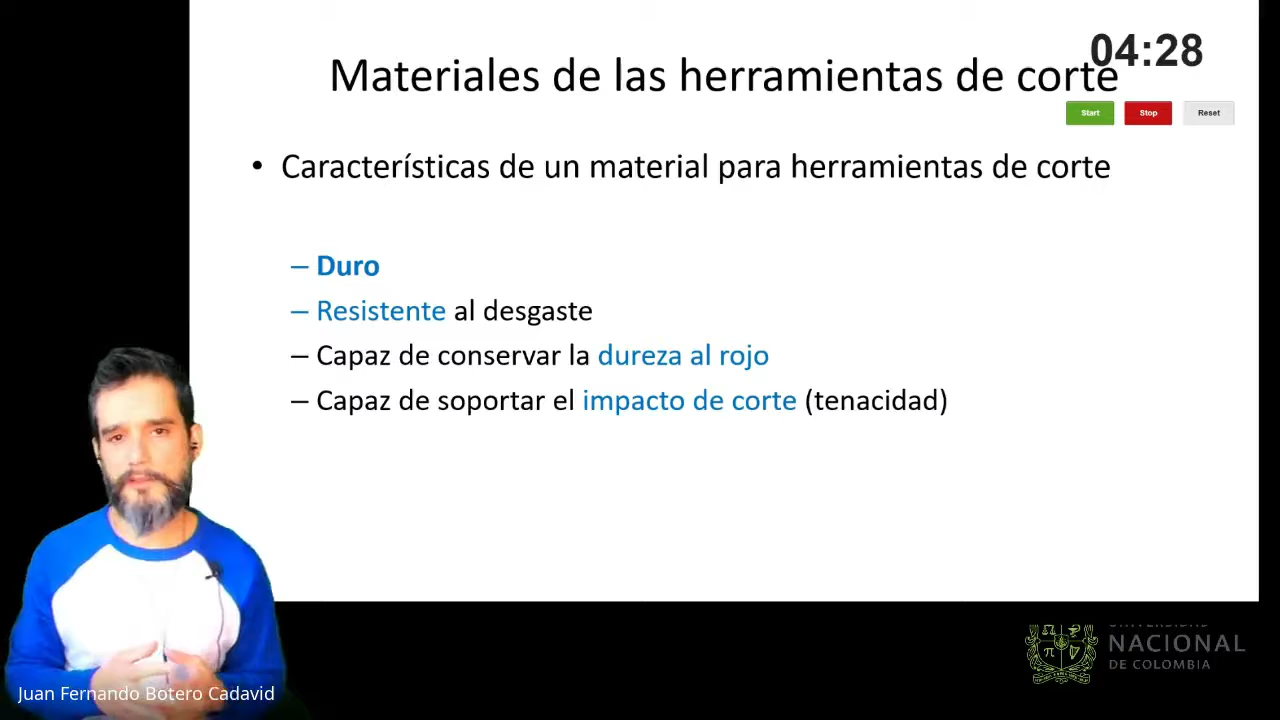 04:28
Materiales de las herramientas de corte
Start Stop Reset
• Características de un material para herramientas de corte
– Duro
– Resistente al desgaste
– Capaz de conservar la dureza al rojo
– Capaz de soportar el impacto de corte (tenacidad)
UNIVERSIDAD
NACIONAL
DE COLOMBIA
Juan Fernando Botero Cadavid